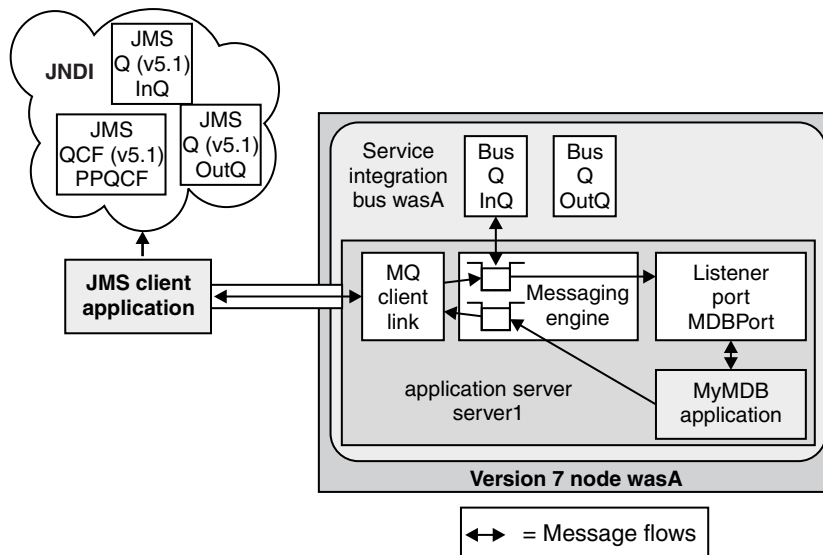 JNDI
JMS
Q (v5.1)
InQ
JMS
QCF (v5.1)
PPQCF
JMS
Q (v5.1)
OutQ
JMS client
application
Service
integration
bus wasA
Bus
Q
InQ
Bus
Q
OutQ
MQ
client
link
Messaging
engine
Listener
port
MDBPort
application server
server1
MyMDB
application
Version 7 node wasA
= Message flows